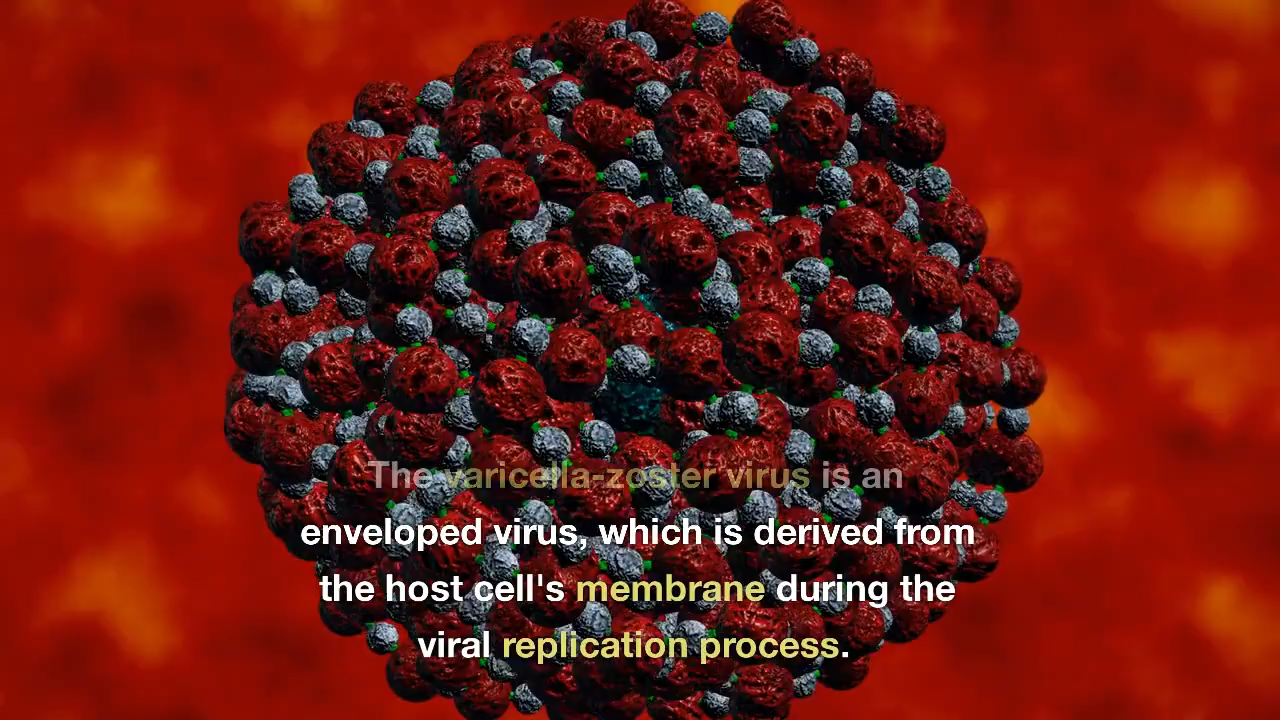 The varicella-zoster virus is an
enveloped virus, which is derived from
the host cell's membrane during the
viral replication process.